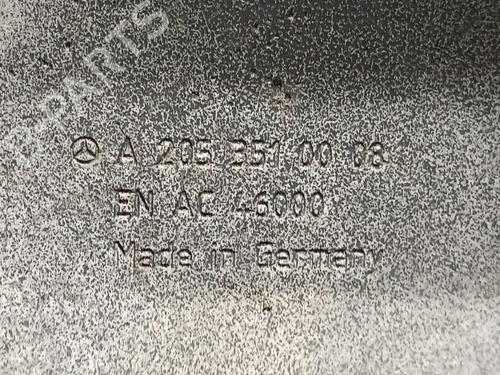 B-PARTS
A 205 351 00 08
EN AC 46000
Made in Germany